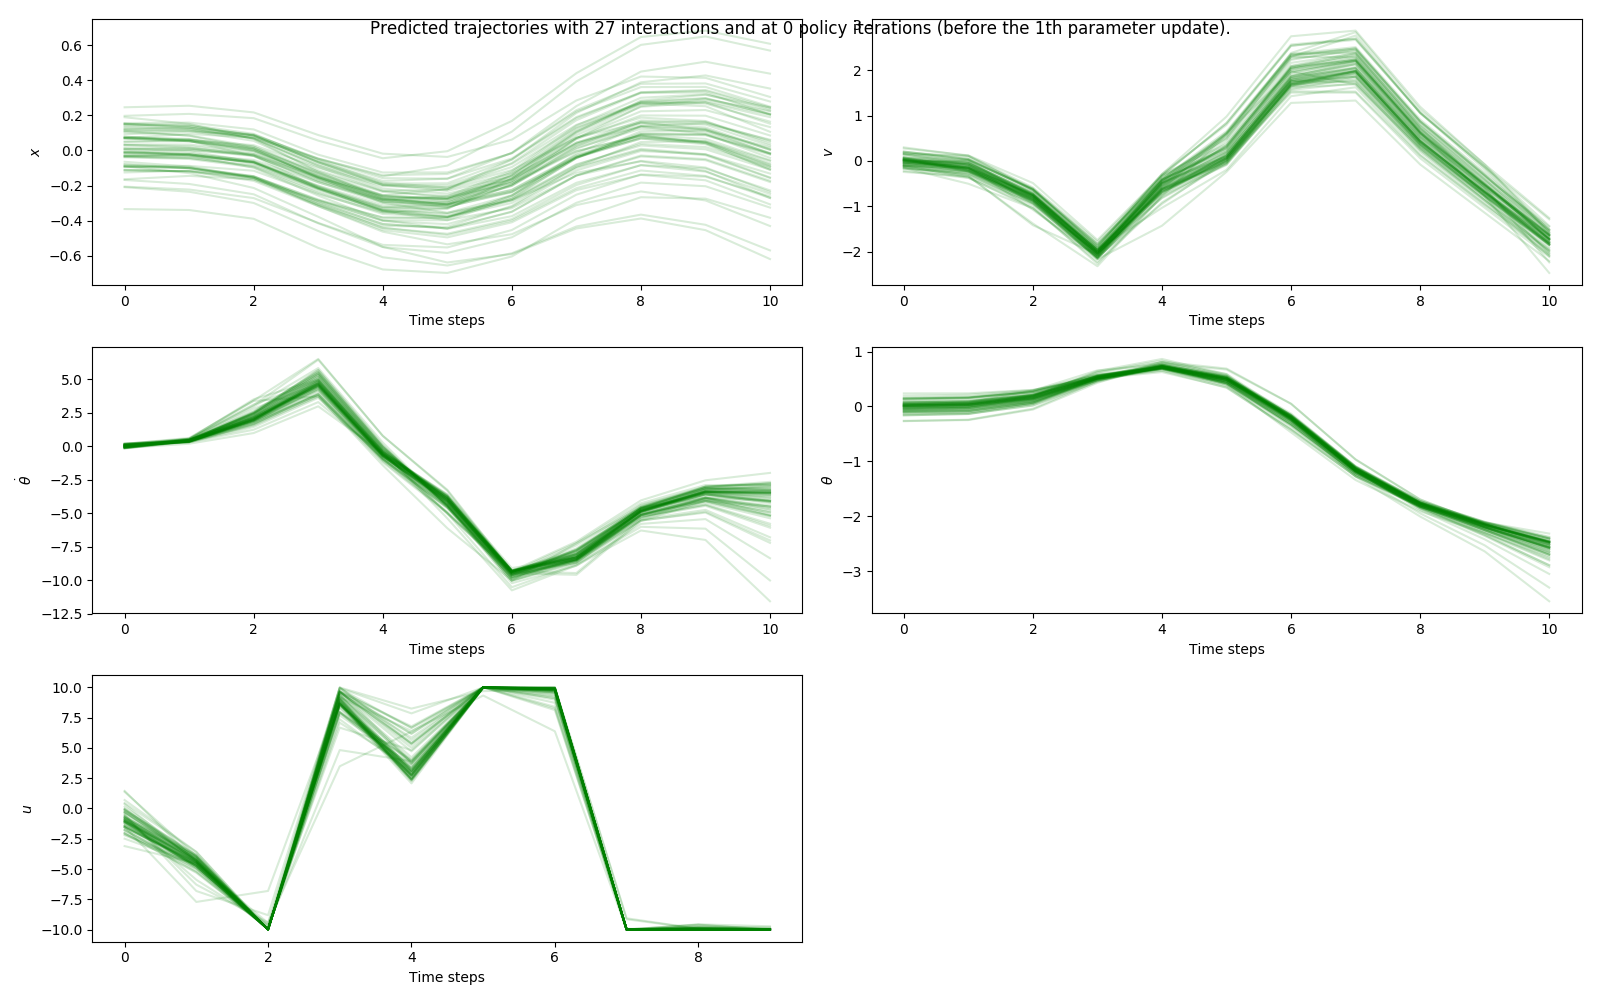 Predicted trajectories with 27 interactions and at 0 policy iterations (before the 1th parameter update).
0.6
0.4
0.2
0.0
−0.2
−0.4
−0.6
x
0 2 4 6 8 10
Time steps
3
2
1
0
−1
−2
v
0 2 4 6 8 10
Time steps
5.0
2.5
0.0
−2.5
−5.0
−7.5
−10.0
−12.5
θ̇
0 2 4 6 8 10
Time steps
1
0
−1
−2
−3
θ
0 2 4 6 8 10
Time steps
10.0
7.5
5.0
2.5
0.0
−2.5
−5.0
−7.5
−10.0
u
0 2 4 6 8
Time steps